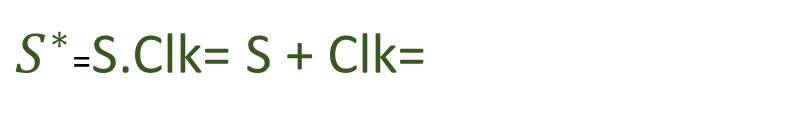 S*=S.Clk= S + Clk=